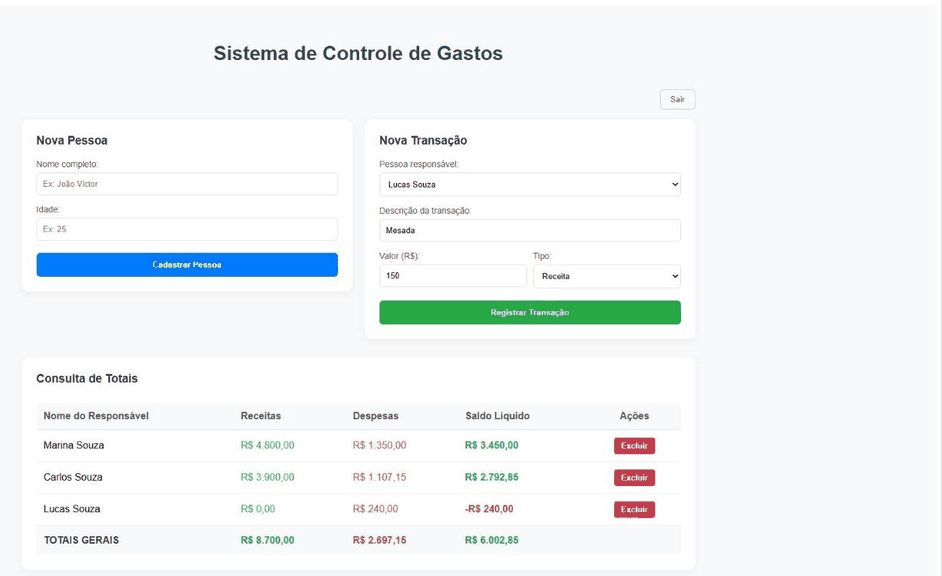 Sistema de Controle de Gastos
Sair
Nova Pessoa
Nome completo:
Ex: João Victor
Idade:
Ex: 25
Cadastrar Pessoa
Nova Transação
Pessoa responsável:
Lucas Souza
Descrição da transação:
Mesada
Valor (R$): Tipo:
150 Receita
Registrar Transação
Consulta de Totais
Nome do Responsável Receitas Despesas Saldo Líquido Ações
Marina Souza R$ 4.800,00 R$ 1.350,00 R$ 3.450,00 Excluir
Carlos Souza R$ 3.900,00 R$ 1.107,15 R$ 2.792,85 Excluir
Lucas Souza R$ 0,00 R$ 240,00 -R$ 240,00 Excluir
TOTAIS GERAIS R$ 8.700,00 R$ 2.697,15 R$ 6.002,85